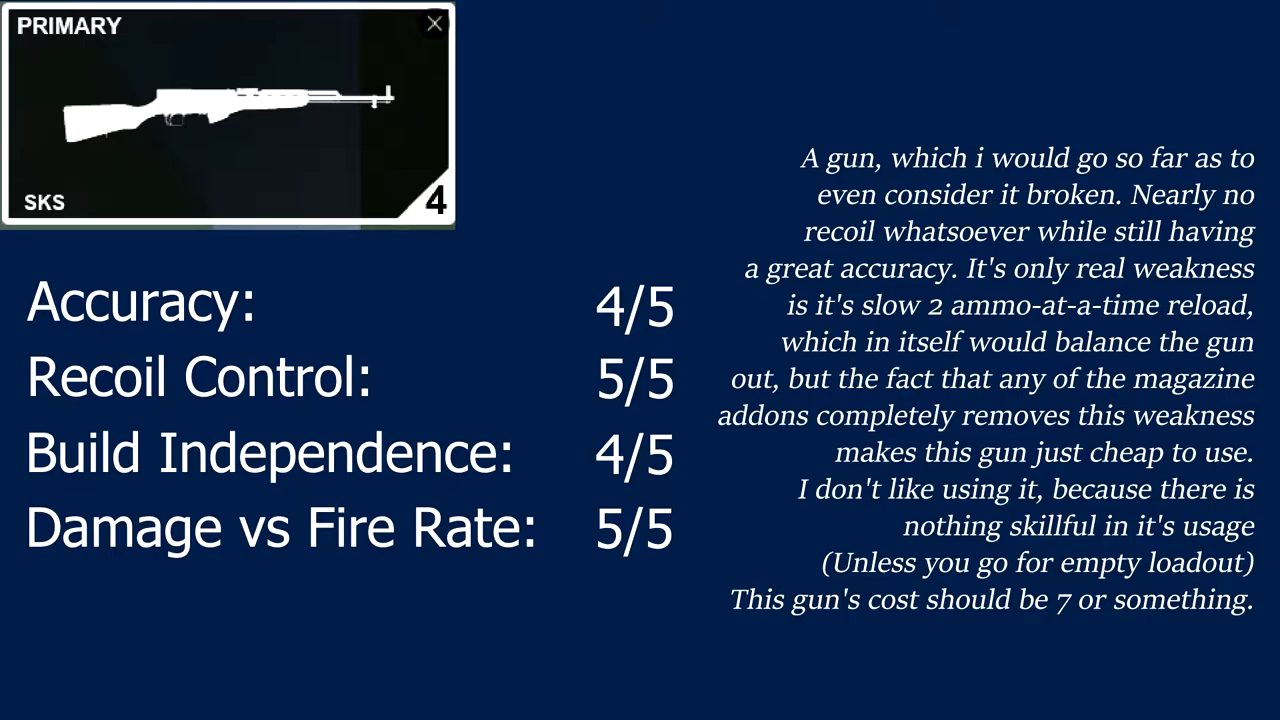 PRIMARY
SKS
4
Accuracy: 4/5
Recoil Control: 5/5
Build Independence: 4/5
Damage vs Fire Rate: 5/5
A gun, which i would go so far as to
even consider it broken. Nearly no
recoil whatsoever while still having
a great accuracy. It's only real weakness
is it's slow 2 ammo-at-a-time reload,
which in itself would balance the gun
out, but the fact that any of the magazine
addons completely removes this weakness
makes this gun just cheap to use.
I don't like using it, because there is
nothing skillful in it's usage
(Unless you go for empty loadout)
This gun's cost should be 7 or something.